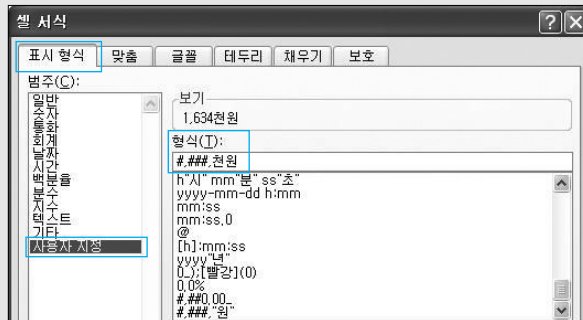 셀 서식
표시 형식 맞춤 글꼴 테두리 채우기 보호
범주(C):
일반
숫자
통화
회계
날짜
시간
백분율
분수
지수
텍스트
기타
사용자 지정
보기
1,634천원
형식(T):
#,###,천원
h"시" mm"분" ss"초"
yyyy-mm-dd h:mm
mm:ss
mm:ss.0
@
[h]:mm:ss
yyyy"년"
0_);[빨강](0)
0.0%
#,##0.00_
#,###,"원"